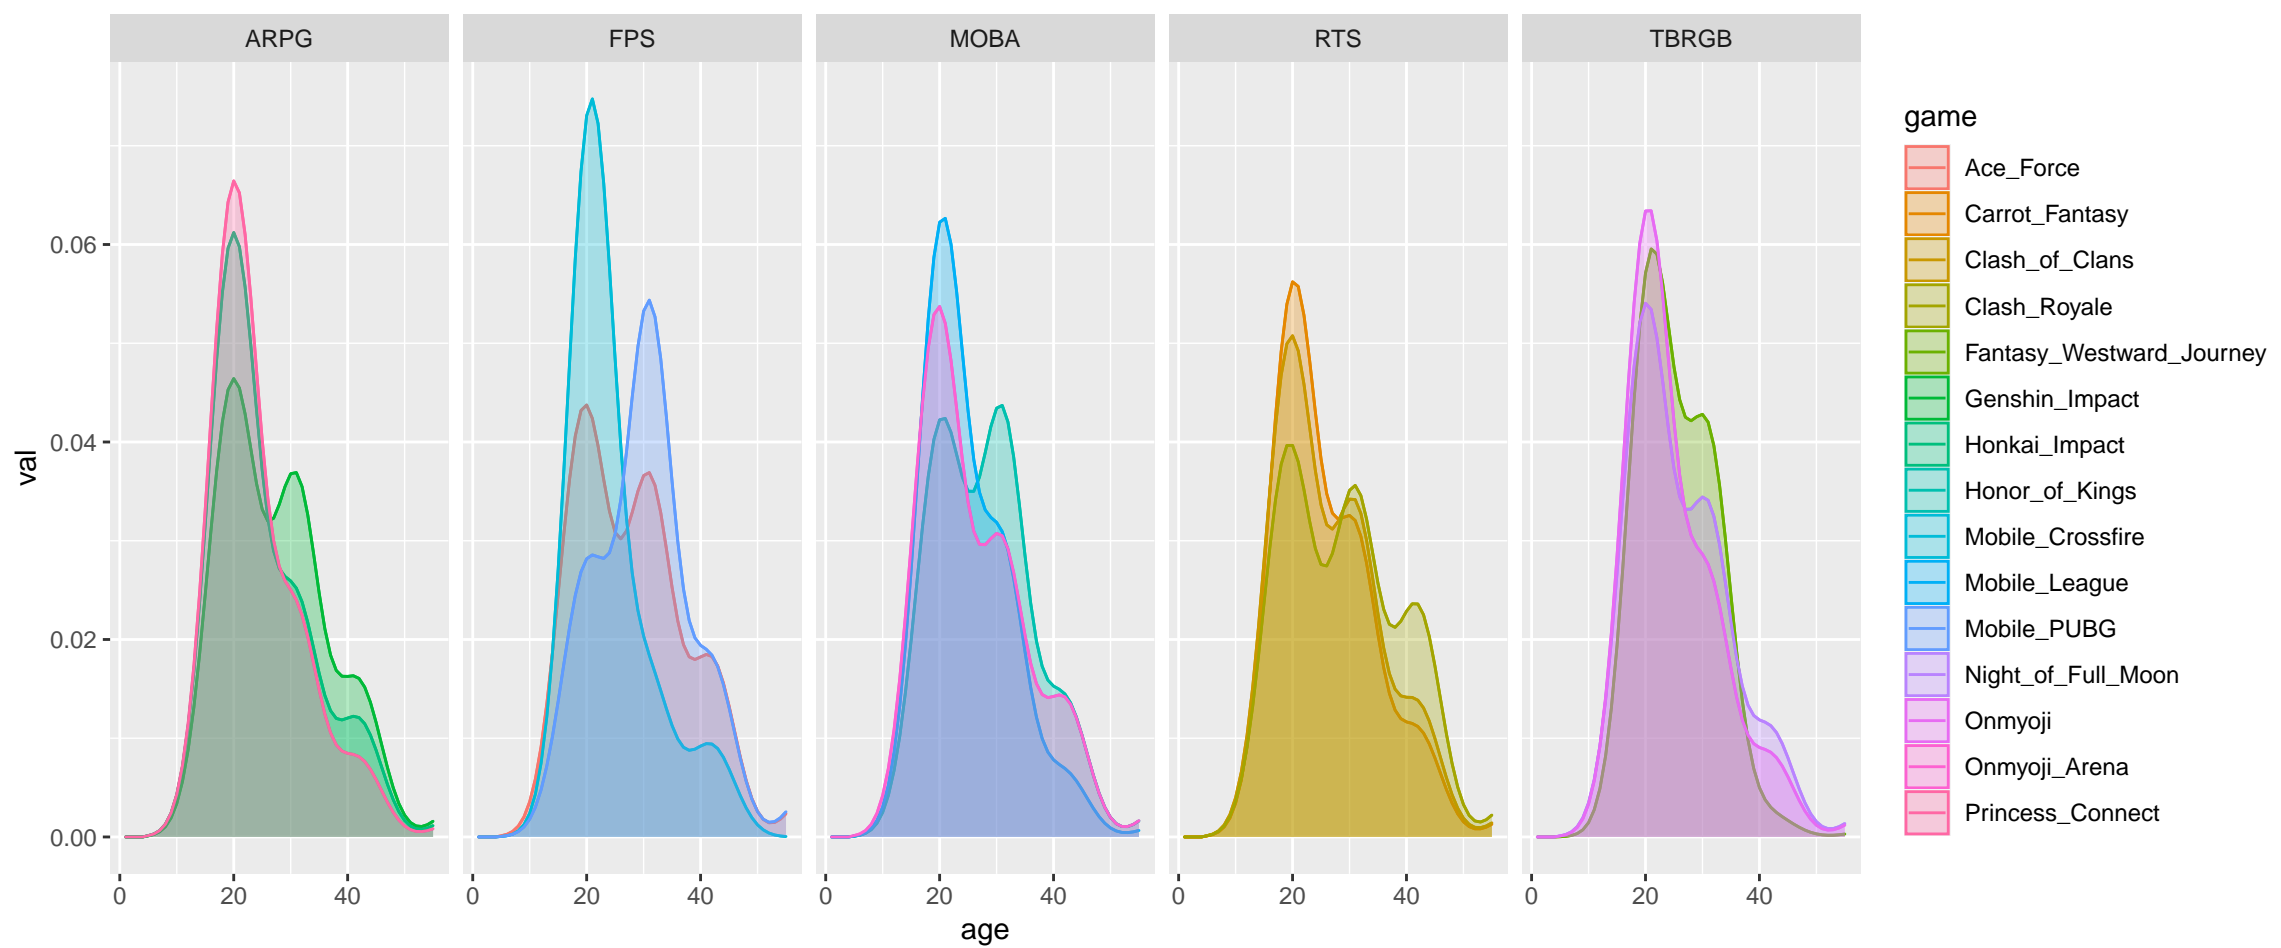 ARPG FPS MOBA RTS TBRGB
val
0.06
0.04
0.02
0.00
0 20 40 0 20 40 0 20 40 0 20 40 0 20 40
age
game
Ace_Force
Carrot_Fantasy
Clash_of_Clans
Clash_Royale
Fantasy_Westward_Journey
Genshin_Impact
Honkai_Impact
Honor_of_Kings
Mobile_Crossfire
Mobile_League
Mobile_PUBG
Night_of_Full_Moon
Onmyoji
Onmyoji_Arena
Princess_Connect